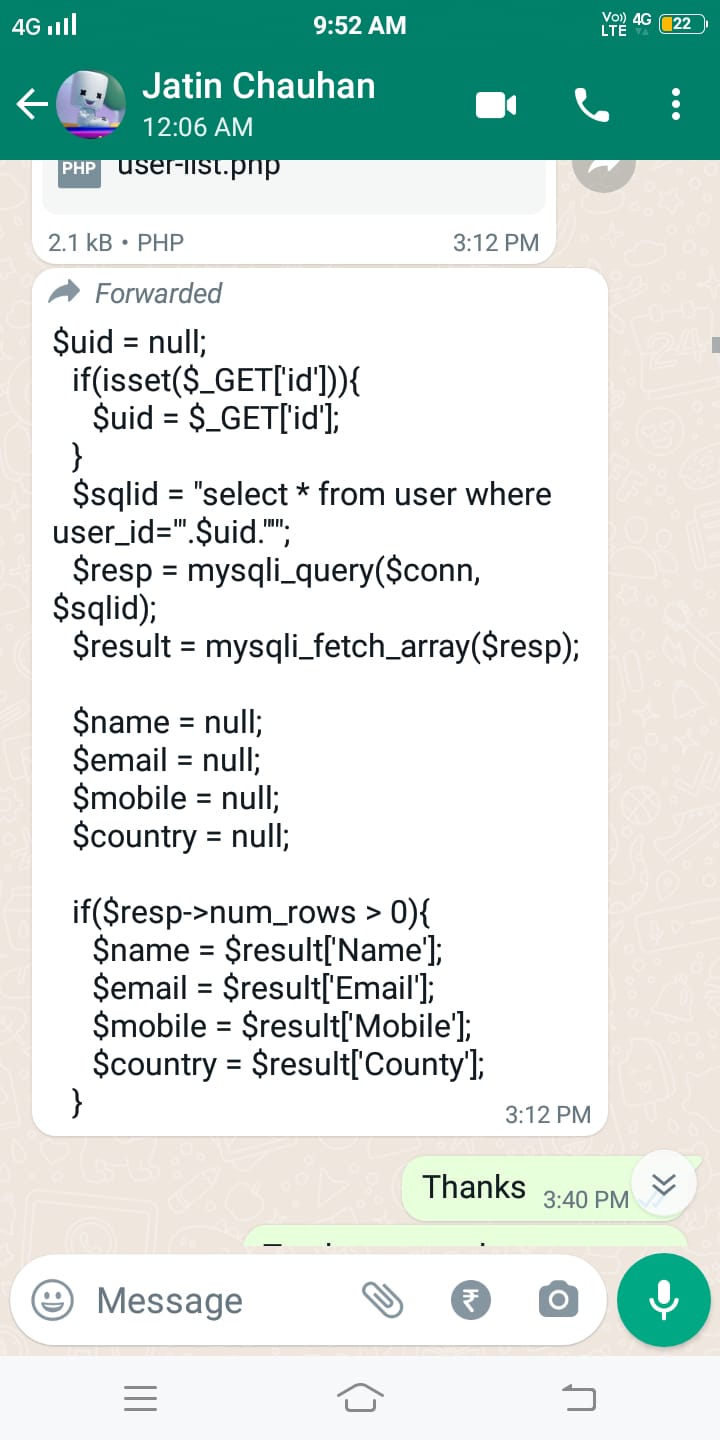 4G 9:52 AM Vo)) LTE 4G 22
Jatin Chauhan
12:06 AM
PHP user-list.php
2.1 kB • PHP 3:12 PM
Forwarded
$uid = null;
if(isset($_GET['id'])){
$uid = $_GET['id'];
}
$sqlid = "select * from user where
user_id='".$uid."'";
$resp = mysqli_query($conn,
$sqlid);
$result = mysqli_fetch_array($resp);
$name = null;
$email = null;
$mobile = null;
$country = null;
if($resp->num_rows > 0){
$name = $result['Name'];
$email = $result['Email'];
$mobile = $result['Mobile'];
$country = $result['County'];
}
3:12 PM
Thanks 3:40 PM
Message